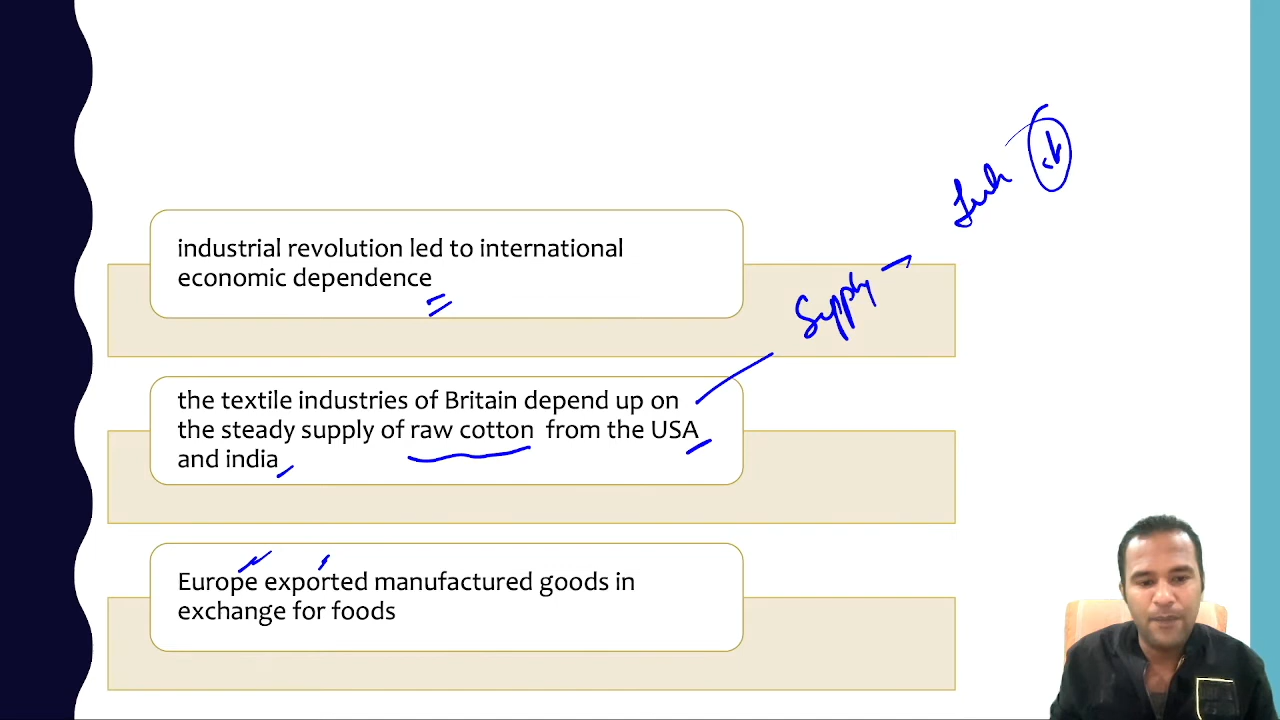 industrial revolution led to international
economic dependence
Supply
the textile industries of Britain depend up on
the steady supply of raw cotton from the USA
and india
Europe exported manufactured goods in
exchange for foods